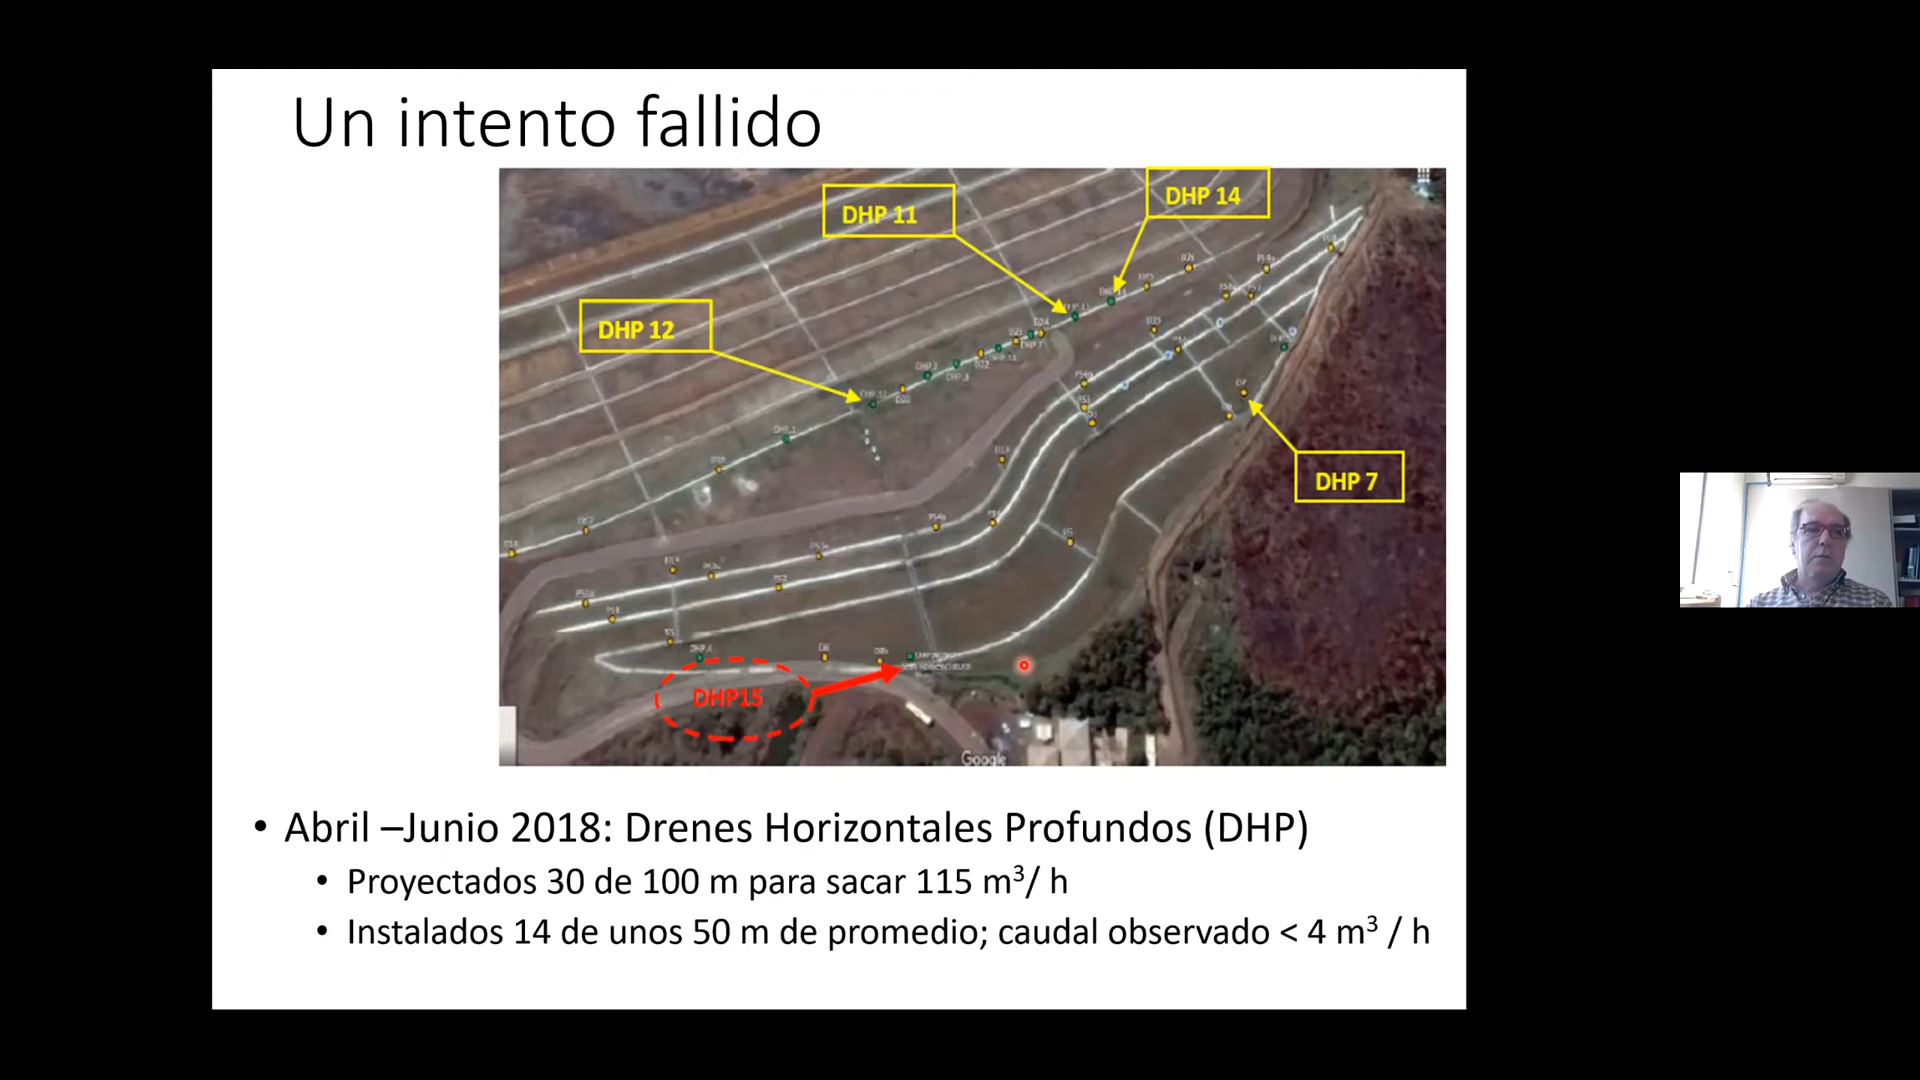 Un intento fallido
DHP 11
DHP 14
DHP 12
DHP 7
DHP15
Google
• Abril –Junio 2018: Drenes Horizontales Profundos (DHP)
• Proyectados 30 de 100 m para sacar 115 m³/ h
• Instalados 14 de unos 50 m de promedio; caudal observado < 4 m³ / h